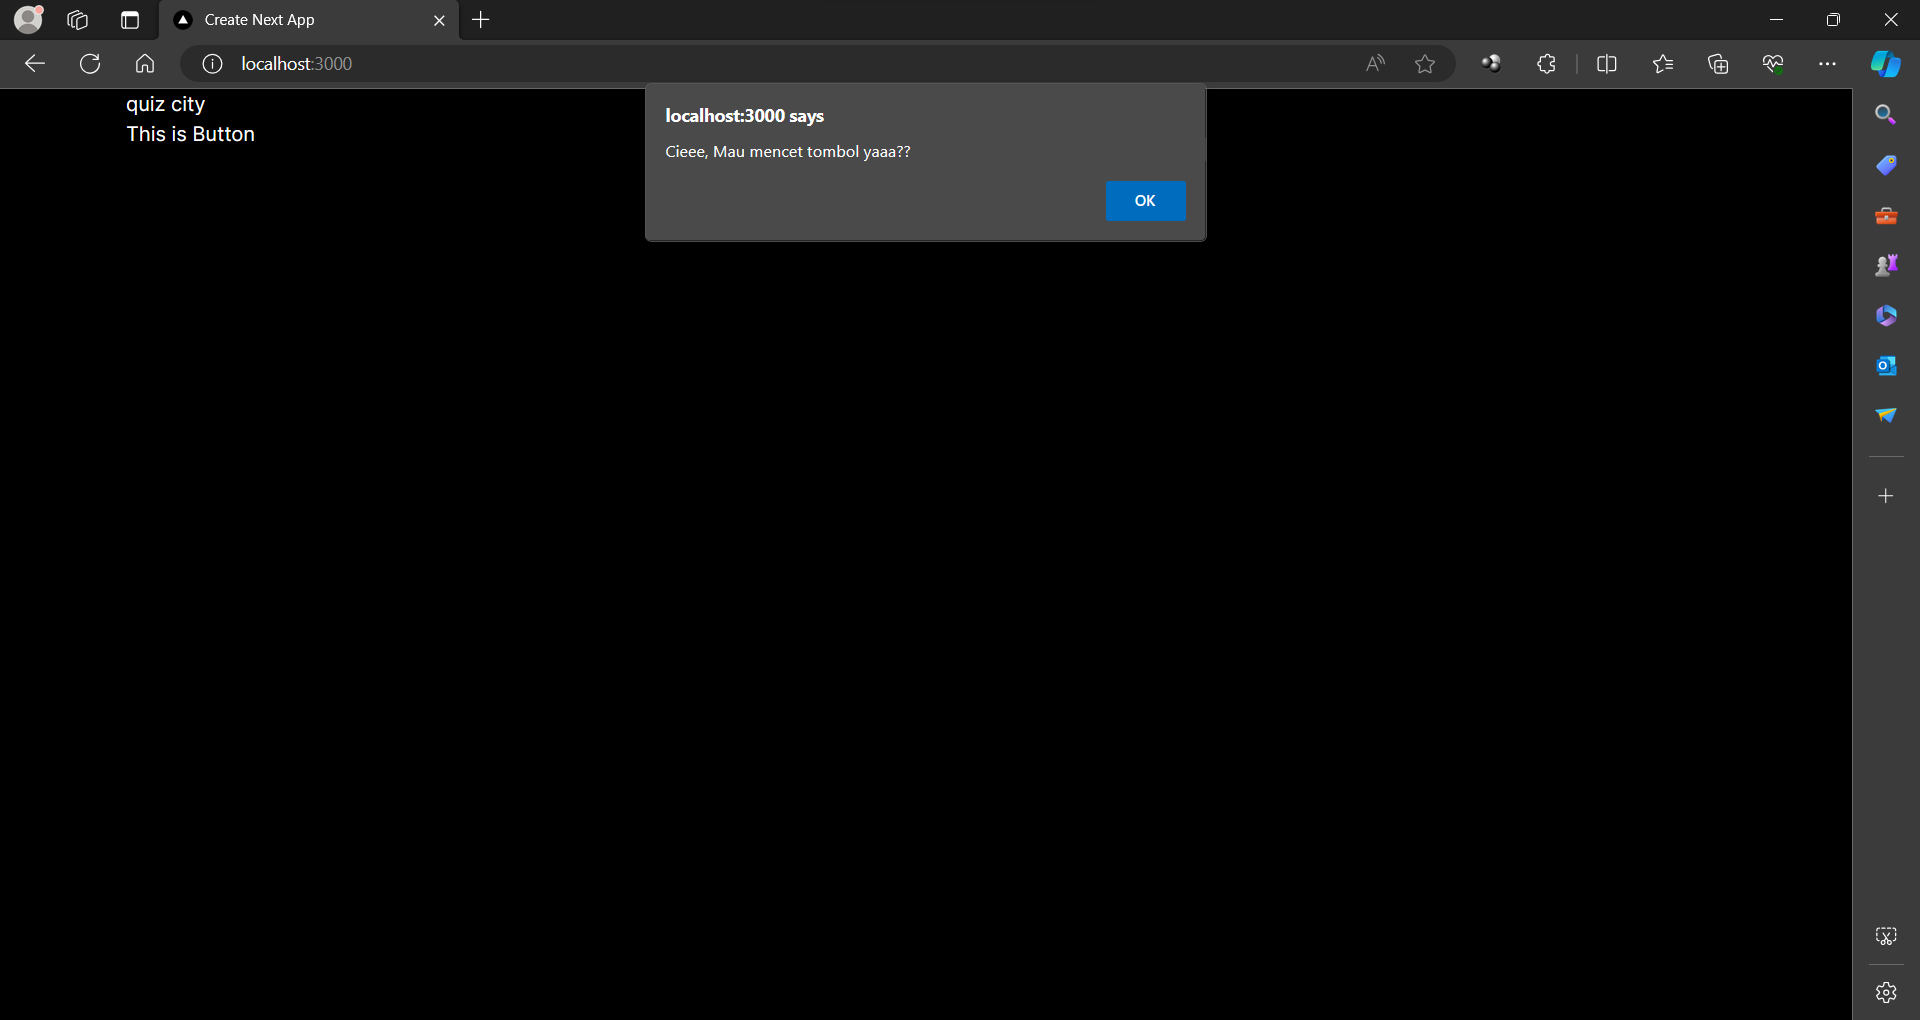 Create Next App
localhost:3000
quiz city
This is Button
localhost:3000 says
Cieee, Mau mencet tombol yaaa??
OK